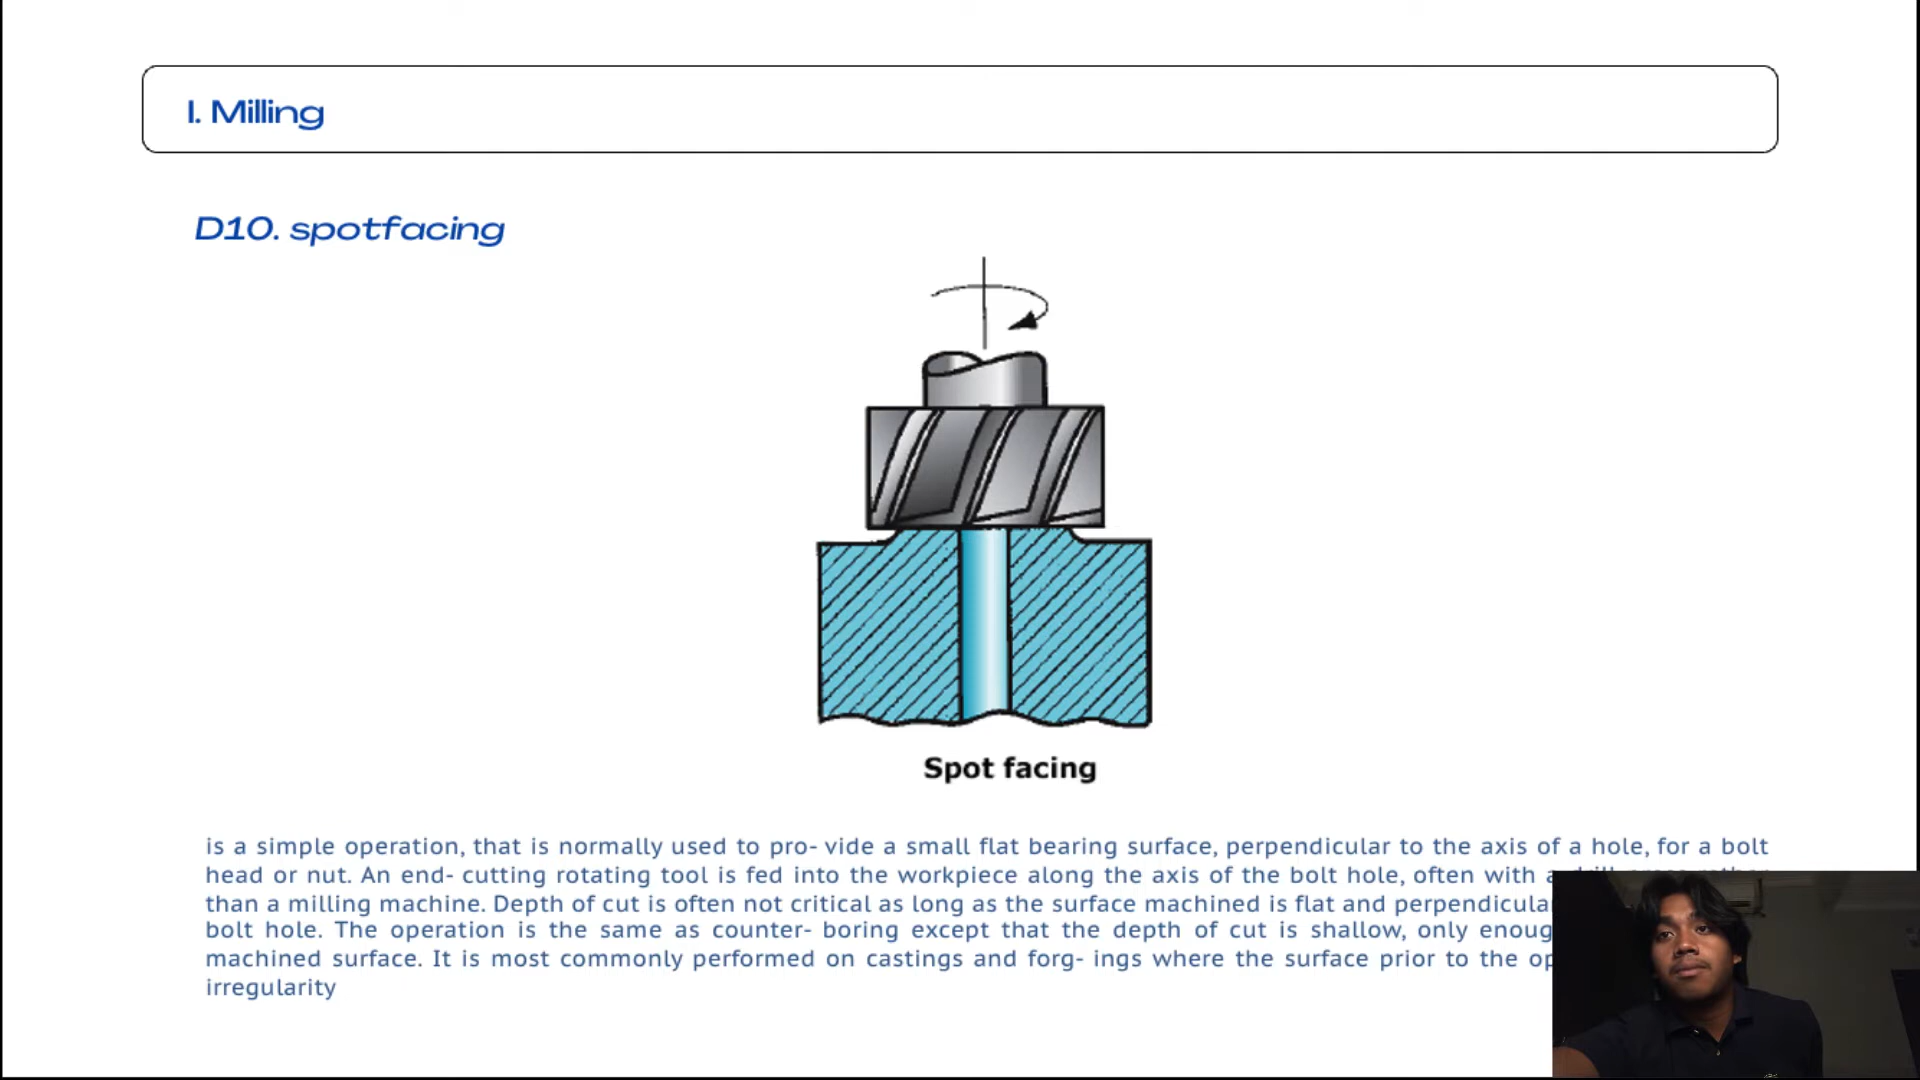 I. Milling
D10. spotfacing
Spot facing
is a simple operation, that is normally used to pro- vide a small flat bearing surface, perpendicular to the axis of a hole, for a bolt
head or nut. An end- cutting rotating tool is fed into the workpiece along the axis of the bolt hole, often with a
than a milling machine. Depth of cut is often not critical as long as the surface machined is flat and perpendicular
bolt hole. The operation is the same as counter- boring except that the depth of cut is shallow, only
machined surface. It is most commonly performed on castings and forg- ings where the surface prior to the
irregularity